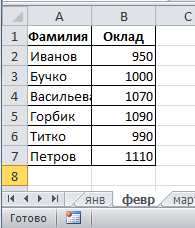 A B
1 Фамилия Оклад
2 Иванов 950
3 Бучко 1000
4 Васильева 1070
5 Горбик 1090
6 Титко 990
7 Петров 1110
8
янв февр март
Готово